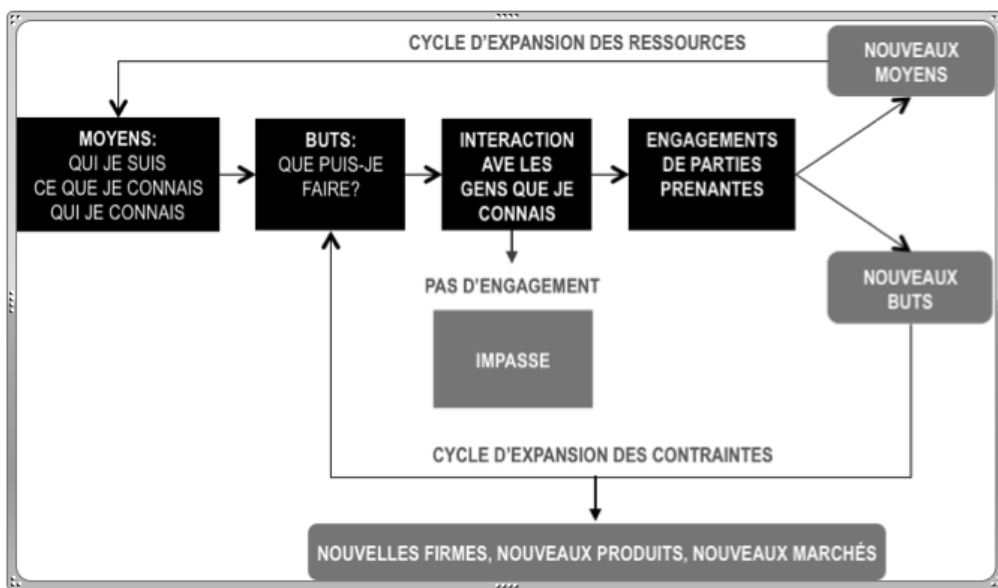 CYCLE D'EXPANSION DES RESSOURCES
NOUVEAUX
MOYENS
MOYENS:
QUI JE SUIS
CE QUE JE CONNAIS
QUI JE CONNAIS
BUTS:
QUE PUIS-JE
FAIRE?
INTERACTION
AVE LES
GENS QUE JE
CONNAIS
ENGAGEMENTS
DE PARTIES
PRENANTES
NOUVEAUX
BUTS
PAS D'ENGAGEMENT
IMPASSE
CYCLE D'EXPANSION DES CONTRAINTES
NOUVELLES FIRMES, NOUVEAUX PRODUITS, NOUVEAUX MARCHÉS